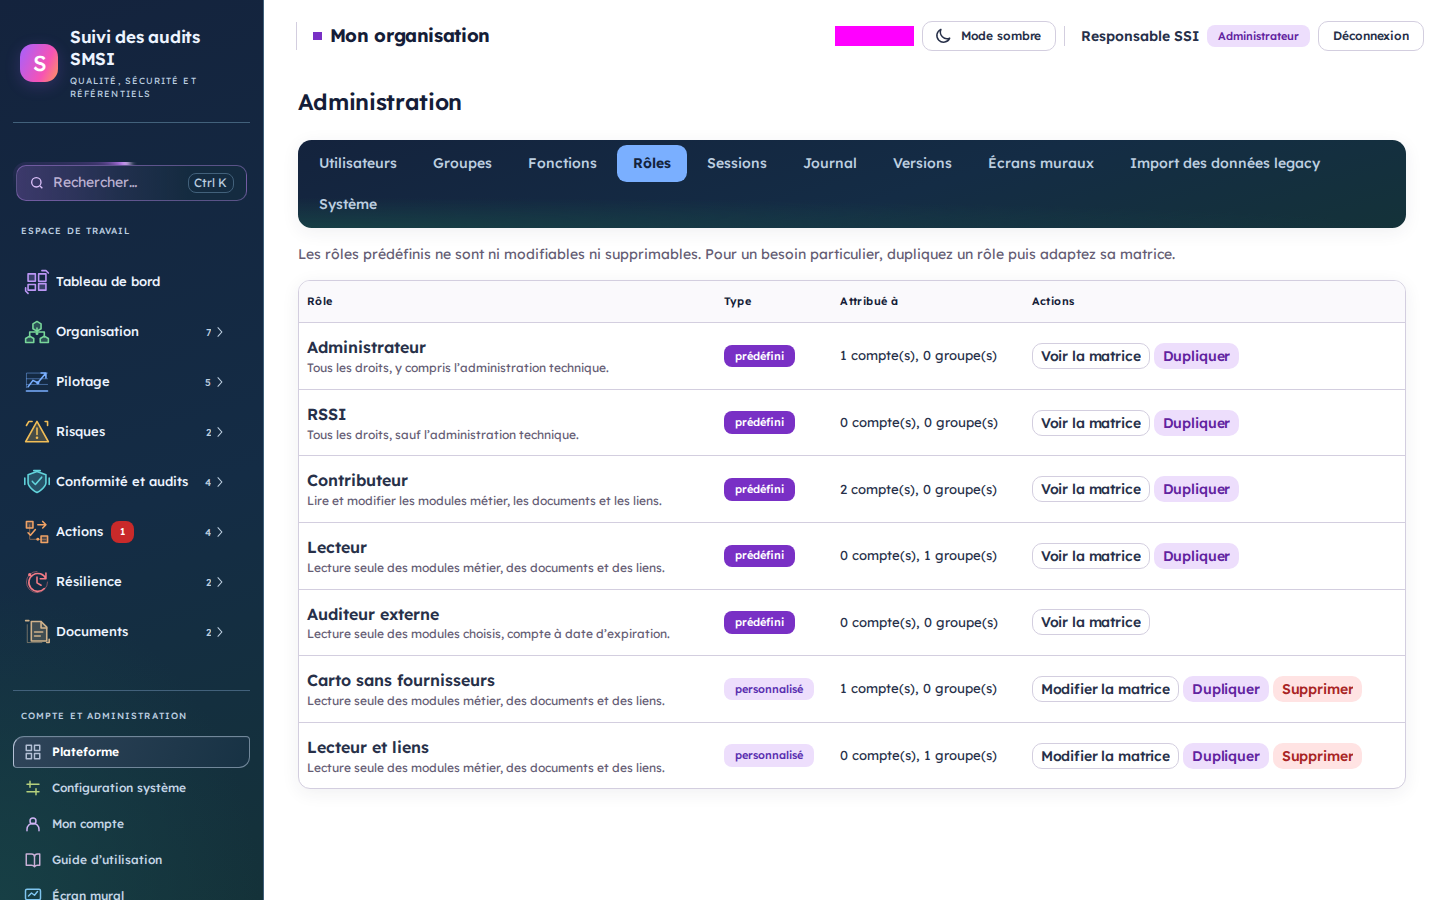 Suivi des audits
SMSI
QUALITÉ, SÉCURITÉ ET
RÉFÉRENTIELS
Rechercher... Ctrl K
ESPACE DE TRAVAIL
Tableau de bord
Organisation 7
Pilotage 5
Risques 2
Conformité et audits 4
Actions 1 4
Résilience 2
Documents 2
COMPTE ET ADMINISTRATION
Plateforme
Configuration système
Mon compte
Guide d’utilisation
Écran mural
Mon organisation
Mode sombre
Responsable SSI Administrateur
Déconnexion
Administration
Utilisateurs Groupes Fonctions Rôles Sessions Journal Versions Écrans muraux Import des données legacy
Système
Les rôles prédéfinis ne sont ni modifiables ni supprimables. Pour un besoin particulier, dupliquez un rôle puis adaptez sa matrice.
Rôle Type Attribué à Actions
Administrateur
Tous les droits, y compris l’administration technique.
prédéfini 1 compte(s), 0 groupe(s) Voir la matrice Dupliquer
RSSI
Tous les droits, sauf l’administration technique.
prédéfini 0 compte(s), 0 groupe(s) Voir la matrice Dupliquer
Contributeur
Lire et modifier les modules métier, les documents et les liens.
prédéfini 2 compte(s), 0 groupe(s) Voir la matrice Dupliquer
Lecteur
Lecture seule des modules métier, des documents et des liens.
prédéfini 0 compte(s), 1 groupe(s) Voir la matrice Dupliquer
Auditeur externe
Lecture seule des modules choisis, compte à date d’expiration.
prédéfini 0 compte(s), 0 groupe(s) Voir la matrice
Carto sans fournisseurs
Lecture seule des modules métier, des documents et des liens.
personnalisé 1 compte(s), 0 groupe(s) Modifier la matrice Dupliquer Supprimer
Lecteur et liens
Lecture seule des modules métier, des documents et des liens.
personnalisé 0 compte(s), 1 groupe(s) Modifier la matrice Dupliquer Supprimer